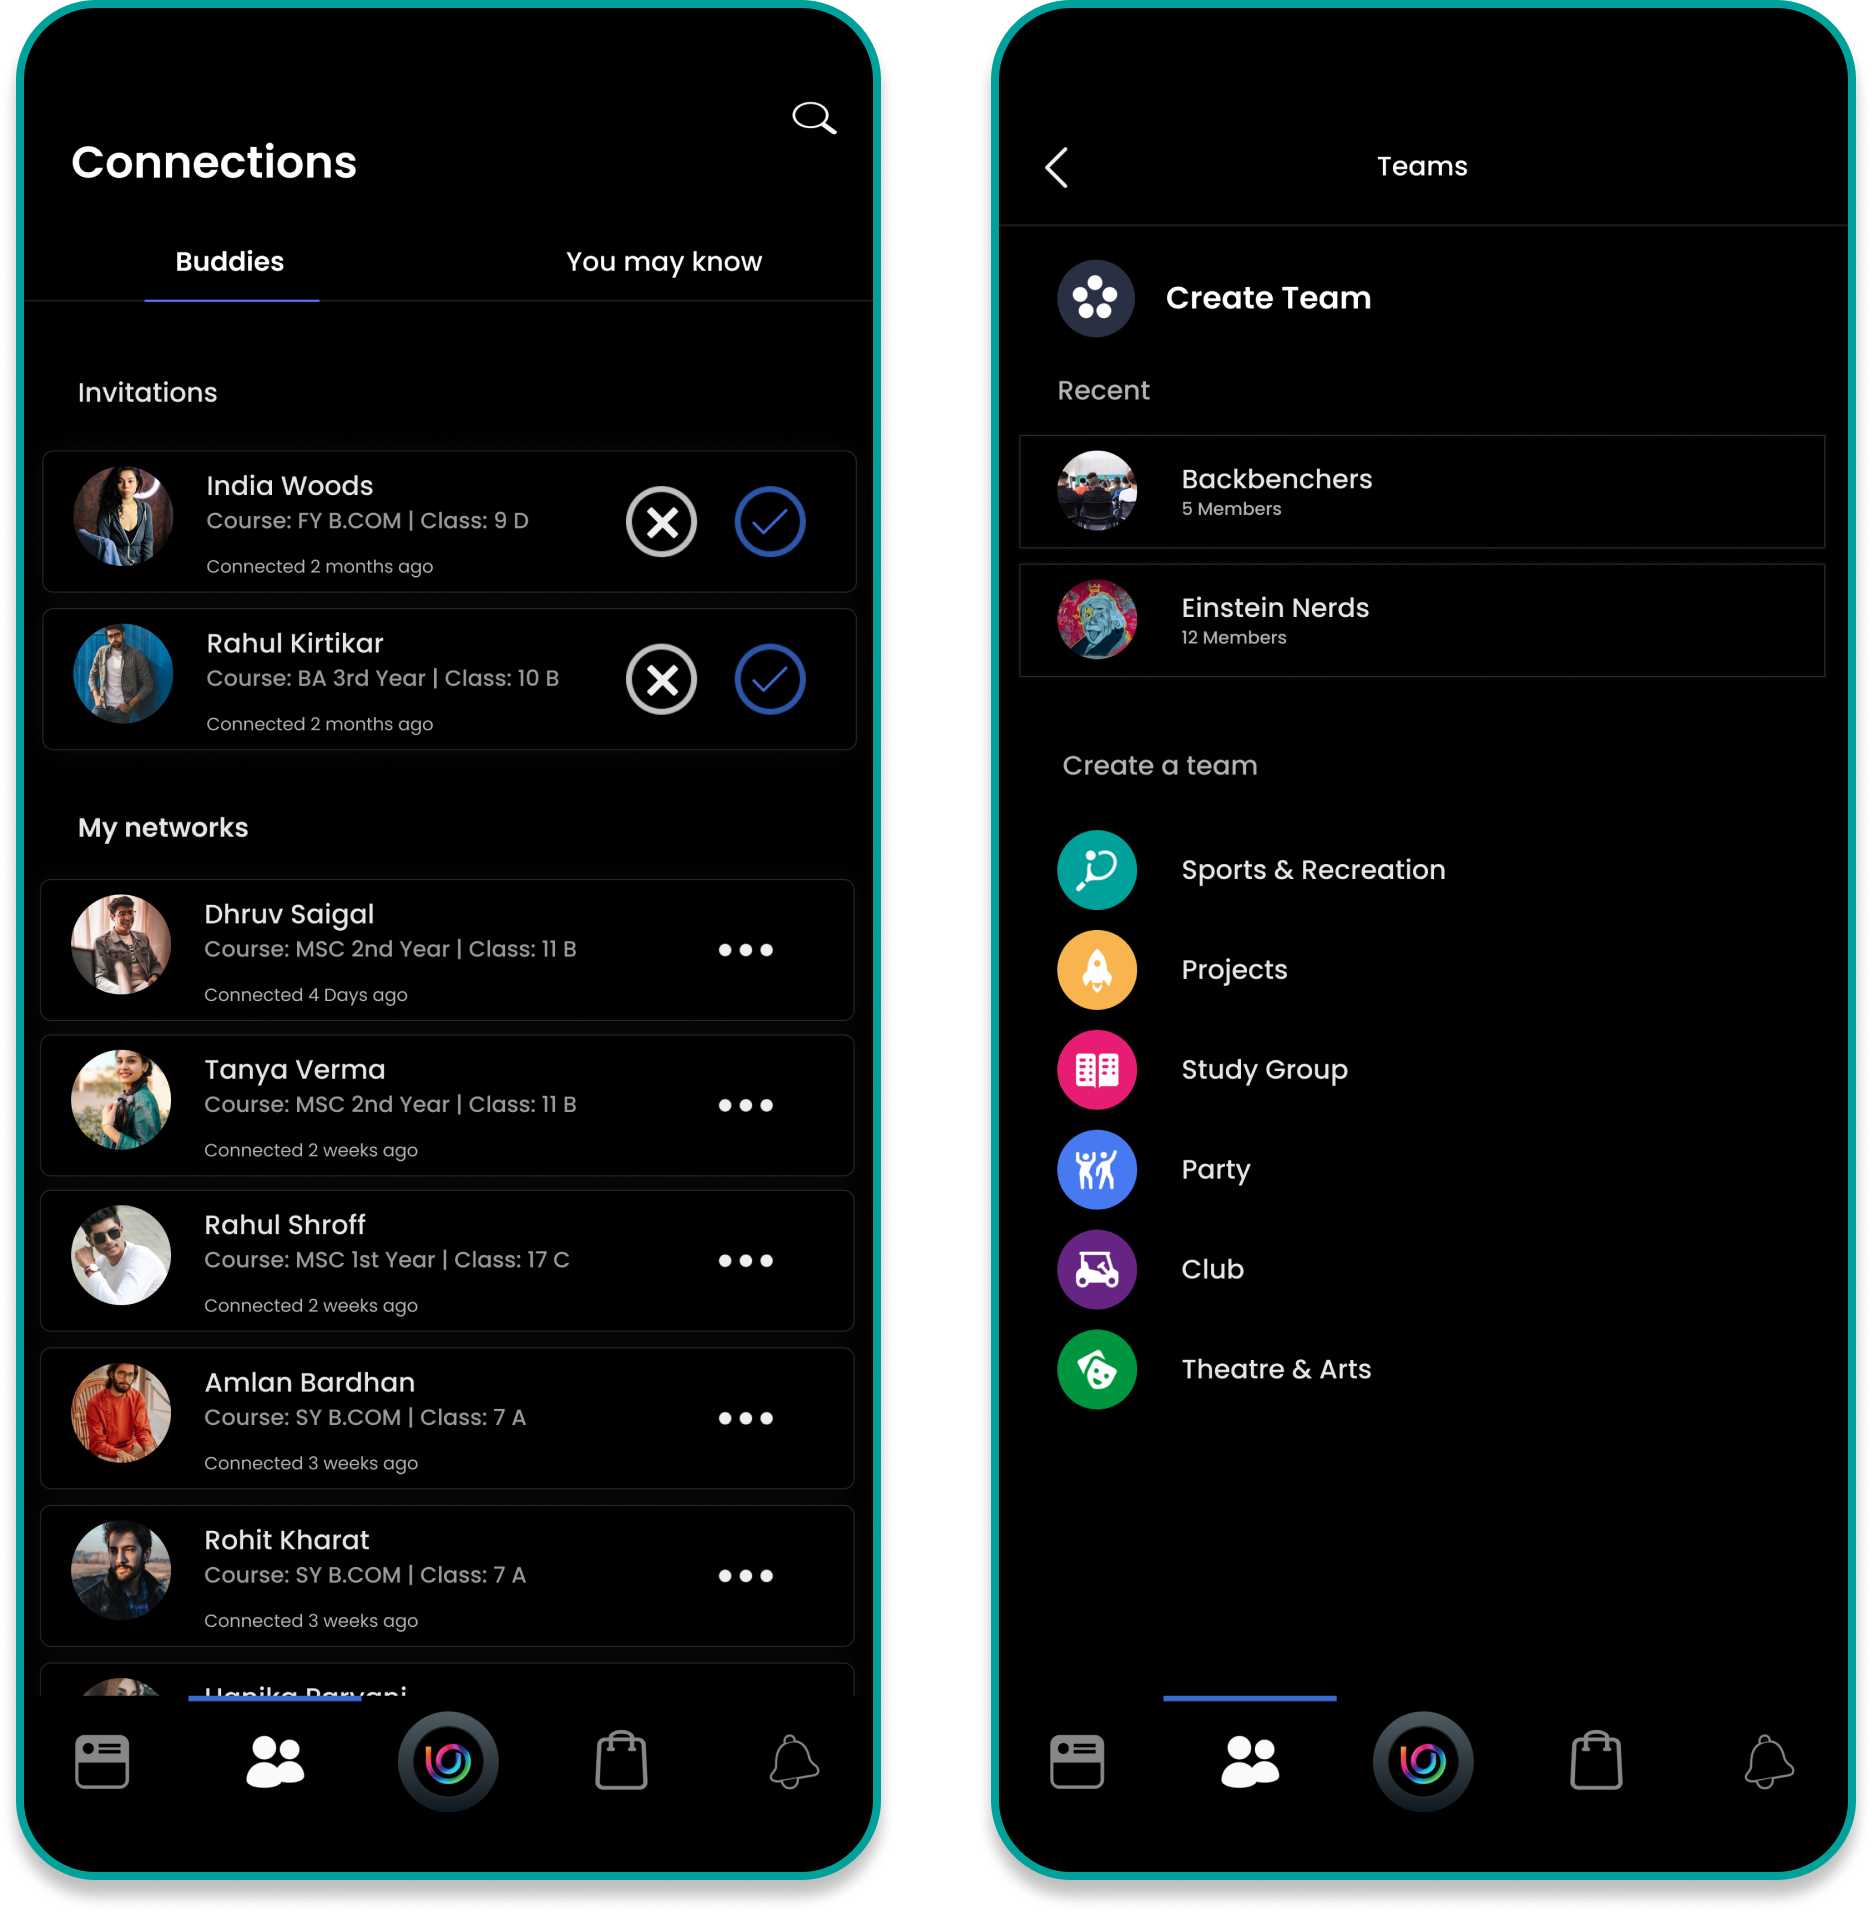 Connections
Buddies
You may know
Invitations
India Woods
Course: FY B.COM | Class: 9 D
Connected 2 months ago
Rahul Kirtikar
Course: BA 3rd Year | Class: 10 B
Connected 2 months ago
My networks
Dhruv Saigal
Course: MSC 2nd Year | Class: 11 B
Connected 4 Days ago
Tanya Verma
Course: MSC 2nd Year | Class: 11 B
Connected 2 weeks ago
Rahul Shroff
Course: MSC 1st Year | Class: 17 C
Connected 2 weeks ago
Amlan Bardhan
Course: SY B.COM | Class: 7 A
Connected 3 weeks ago
Rohit Kharat
Course: SY B.COM | Class: 7 A
Connected 3 weeks ago
Teams
Create Team
Recent
Backbenchers
5 Members
Einstein Nerds
12 Members
Create a team
Sports & Recreation
Projects
Study Group
Party
Club
Theatre & Arts